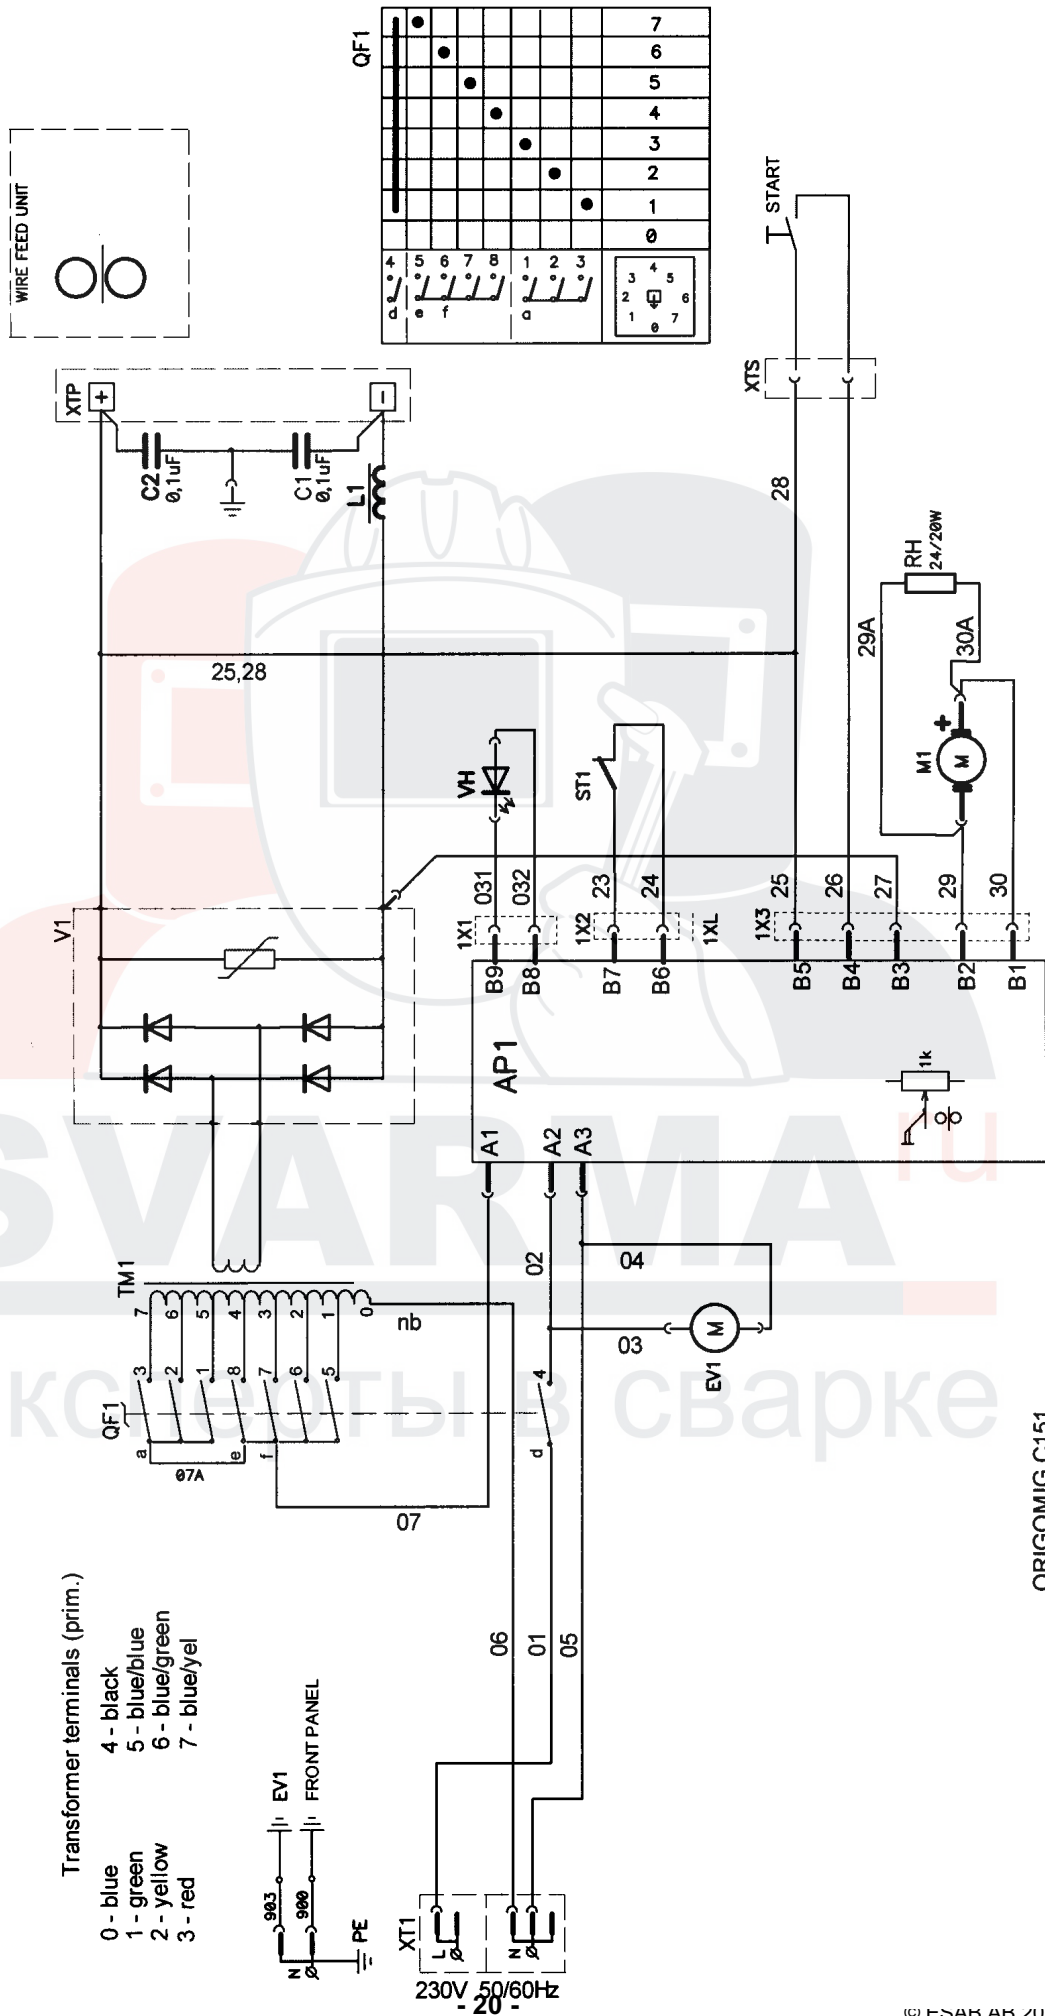 WIRE FEED UNIT
QF1
7
6
5
4
3
2
1
0
4 5 6 7 8 1 2 3
d e f a
4
3 5
2 6
1 7
0
START
XTS
XTP
+
-
C2
0,1uF
C1
0,1uF
L1
25,28
28
RH
24/20W
29A
30A
M1
M
+
V1
VH
ST1
031
032
23
24
25
26
27
29
30
1X1
1X2
1XL
1X3
B9
B8
B7
B6
B5
B4
B3
B2
B1
AP1
1k
A1
A2
A3
SVARMA
ru
ксперты в сварке
TM1
7
6
5
4
3
2
1
0
nb
02
04
03
EV1
M
QF1
3
2
1
8
7
6
5
4
a
e
f
d
07A
07
06
01
05
Transformer terminals (prim.)
0 - blue
1 - green
2 - yellow
3 - red
4 - black
5 - blue/blue
6 - blue/green
7 - blue/yel
903
EV1
900
FRONT PANEL
N
PE
XT1
L
N
230V 50/60Hz
- 20 -
ORIGOMIG C151
© ESAB AB 20